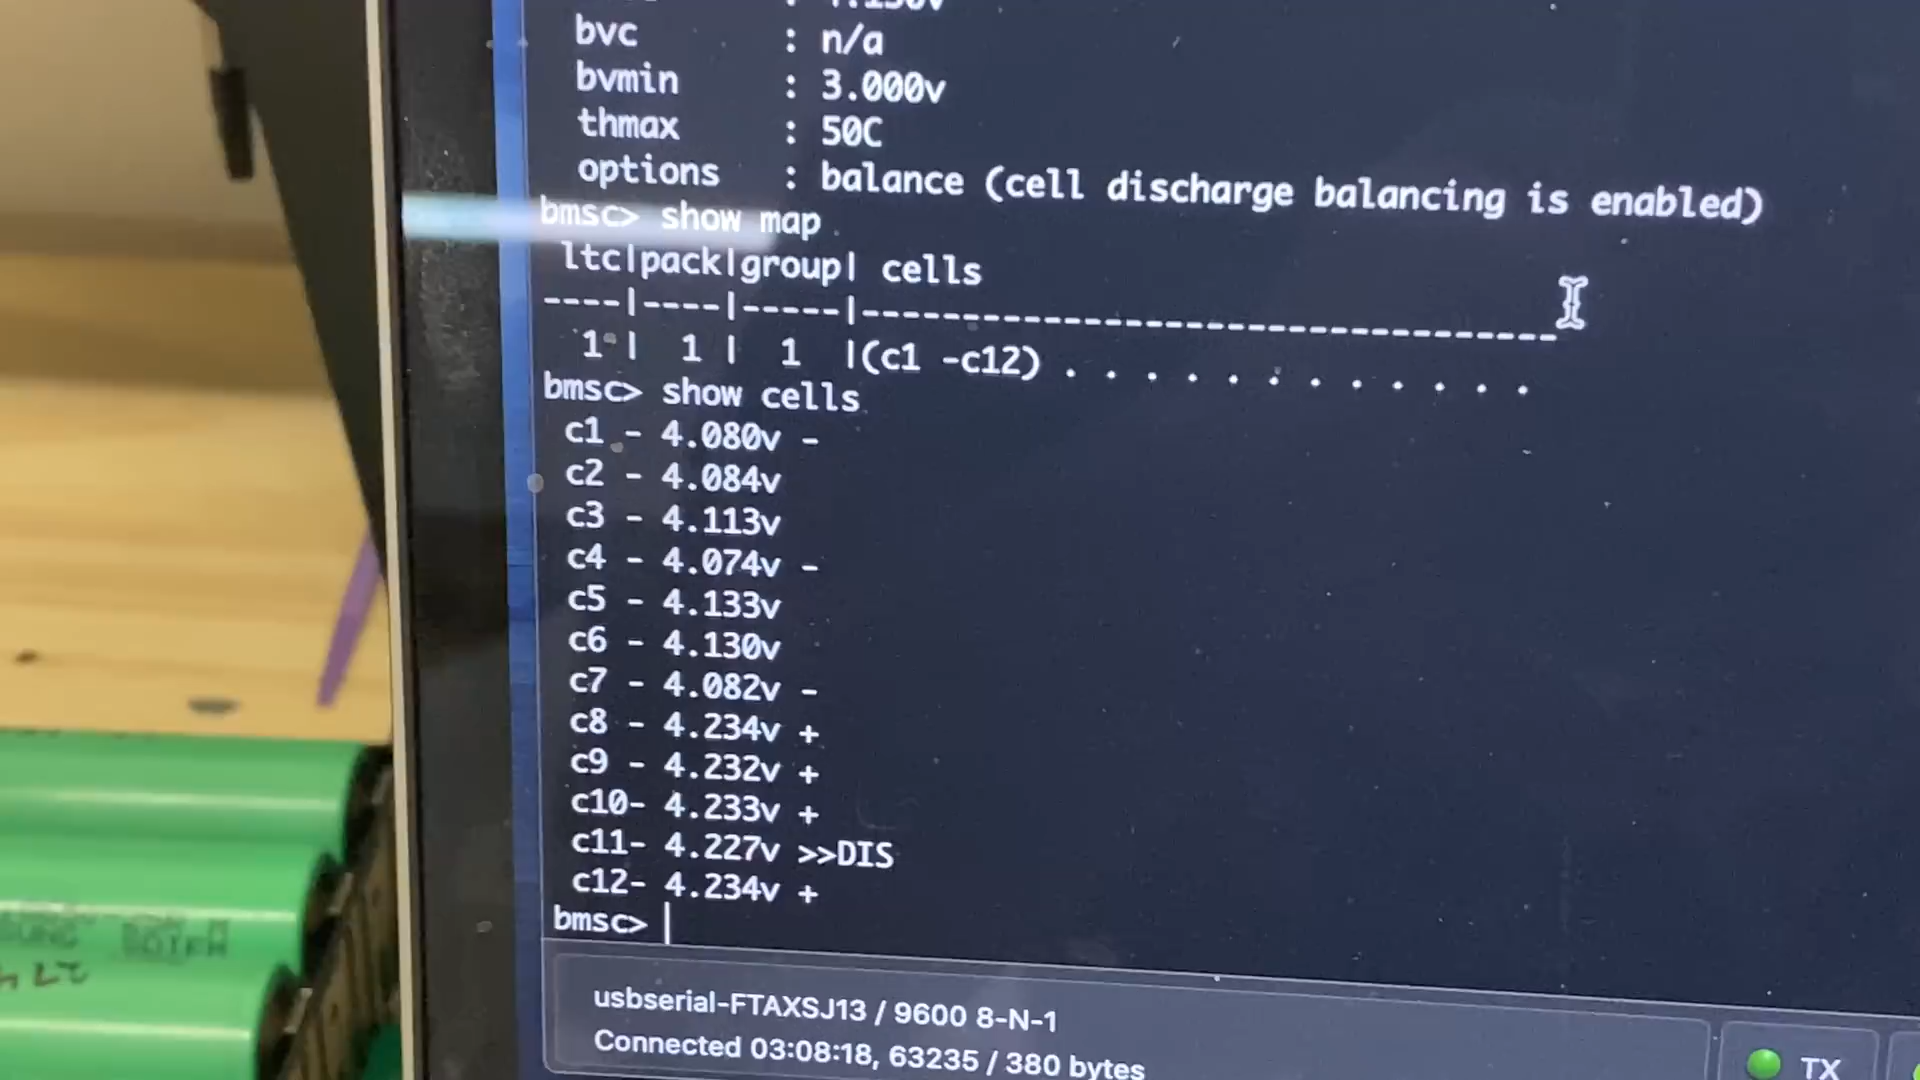 : 4.150v
bvc : n/a
bvmin : 3.000v
thmax : 50C
options : balance (cell discharge balancing is enabled)
bmsc> show map
ltc|pack|group| cells
----|----|-----|----------------------------------
1 | 1 | 1 |(c1 -c12) . . . . . . . . . . . .
bmsc> show cells
c1 - 4.080v -
c2 - 4.084v
c3 - 4.113v
c4 - 4.074v -
c5 - 4.133v
c6 - 4.130v
c7 - 4.082v -
c8 - 4.234v +
c9 - 4.232v +
c10- 4.233v +
c11- 4.227v >>DIS
c12- 4.234v +
bmsc>
usbserial-FTAXSJ13 / 9600 8-N-1
Connected 03:08:18, 63235 / 380 bytes
TX